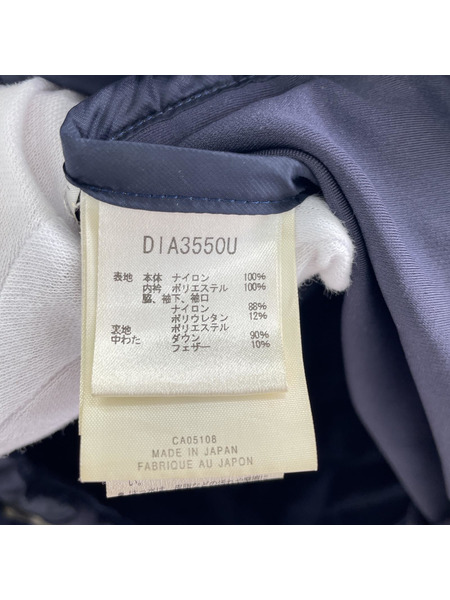 DIA3550U
表地 本体 ナイロン 100%
内衿 ポリエステル 100%
脇、袖下、袖口
ナイロン 88%
ポリウレタン 12%
裏地 ポリエステル
中わた ダウン 90%
フェザー 10%
CA05108
MADE IN JAPAN
FABRIQUE AU JAPON